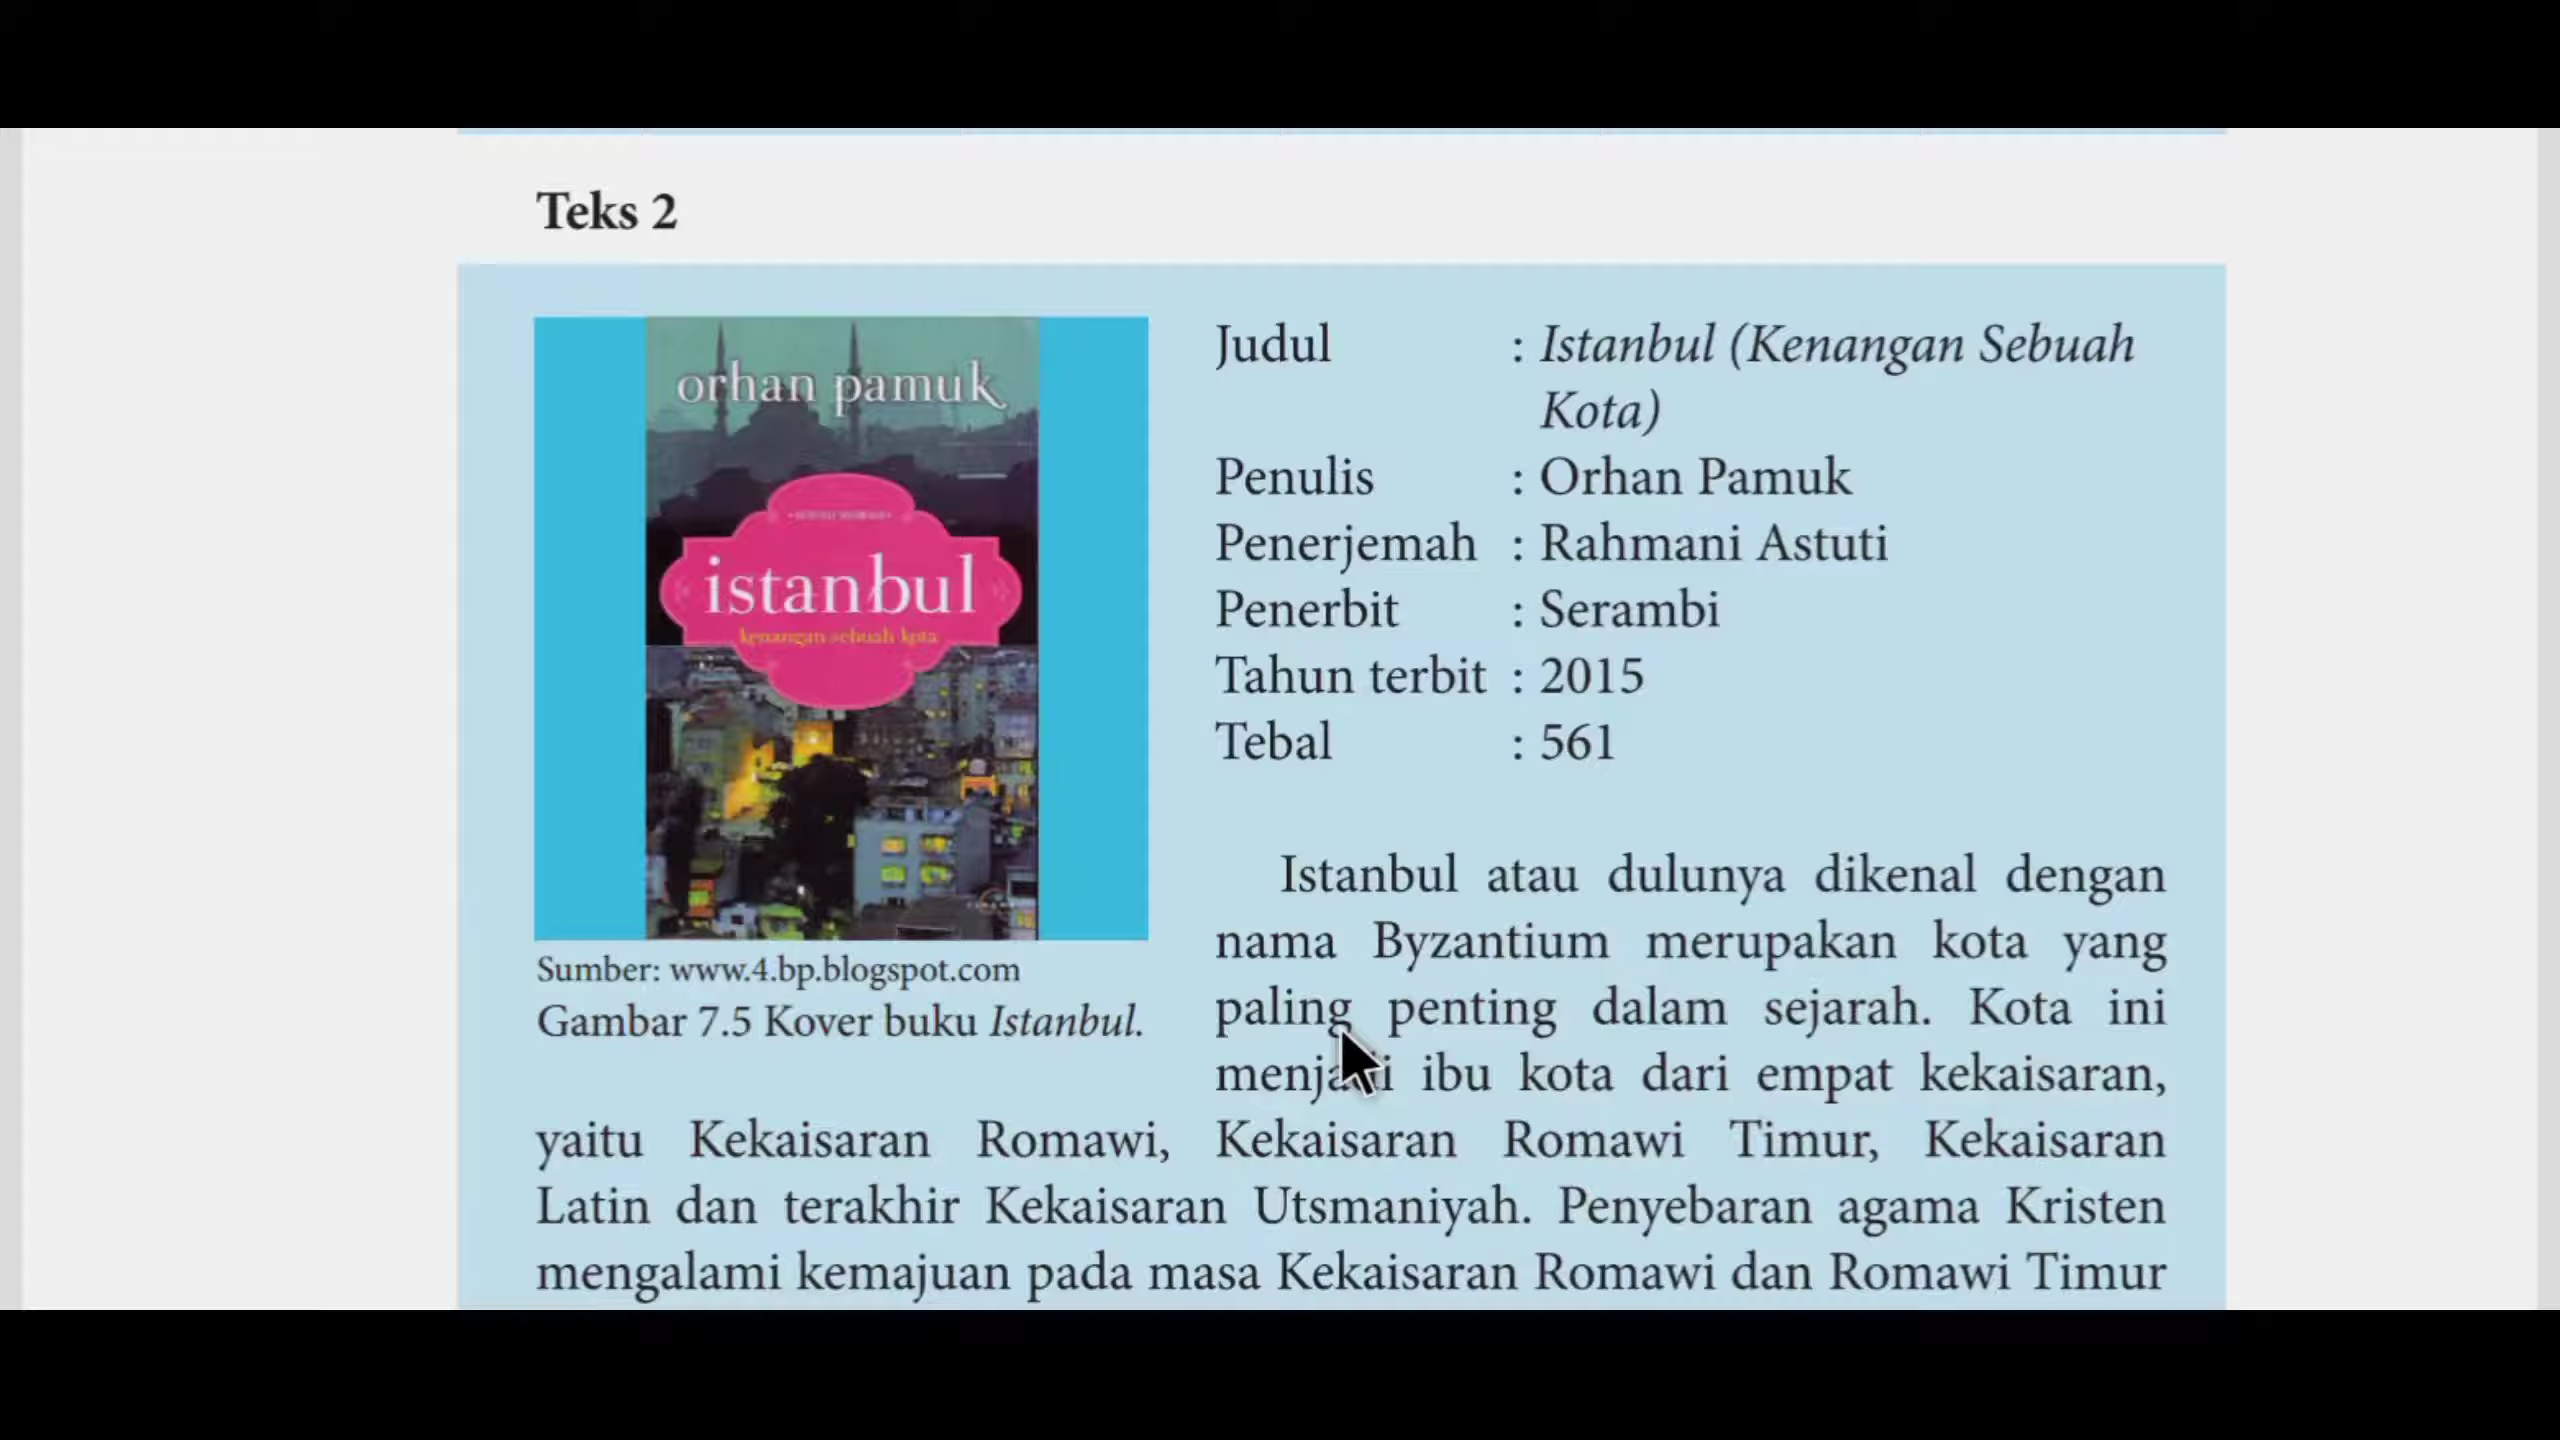 Teks 2
orhan pamuk
istanbul
kenangan sebuah kota
Sumber: www.4.bp.blogspot.com
Gambar 7.5 Kover buku Istanbul.
Judul : Istanbul (Kenangan Sebuah
Kota)
Penulis : Orhan Pamuk
Penerjemah : Rahmani Astuti
Penerbit : Serambi
Tahun terbit : 2015
Tebal : 561
Istanbul atau dulunya dikenal dengan
nama Byzantium merupakan kota yang
paling penting dalam sejarah. Kota ini
menjadi ibu kota dari empat kekaisaran,
yaitu Kekaisaran Romawi, Kekaisaran Romawi Timur, Kekaisaran
Latin dan terakhir Kekaisaran Utsmaniyah. Penyebaran agama Kristen
mengalami kemajuan pada masa Kekaisaran Romawi dan Romawi Timur